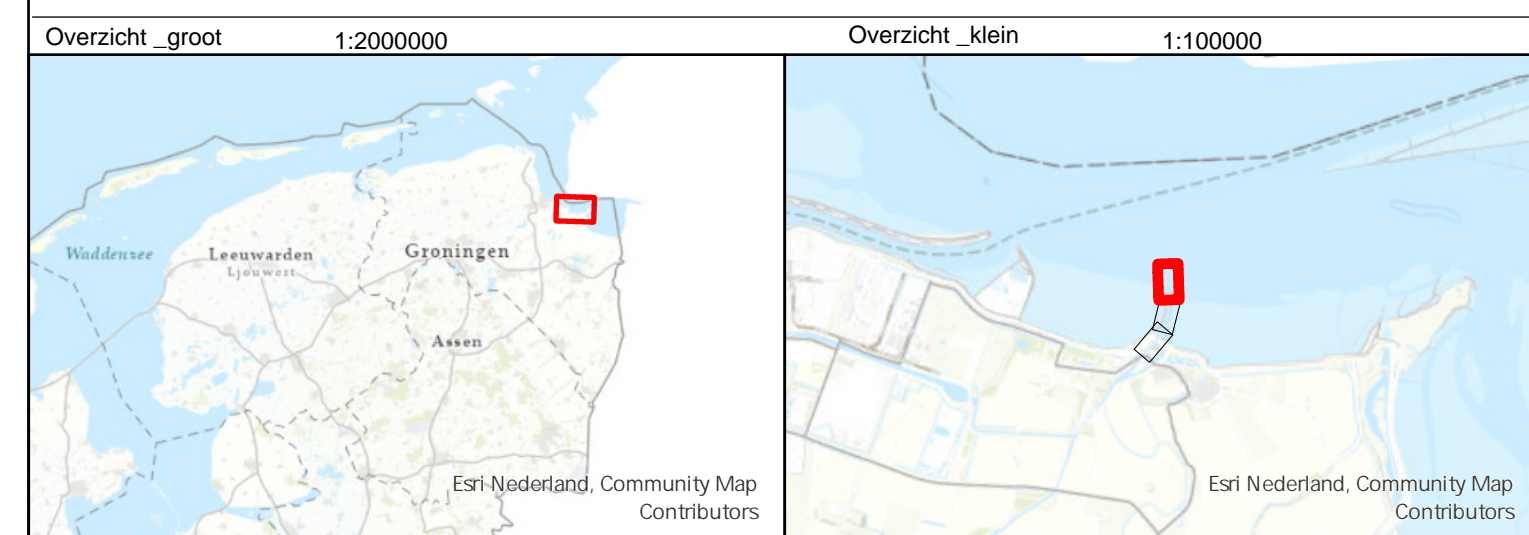 Overzicht _groot 1:2000000
Overzicht _klein 1:100000
Waddenzee
Leeuwarden
Ljouwert
Groningen
Assen
Esri Nederland, Community Map
Contributors
Esri Nederland, Community Map
Contributors